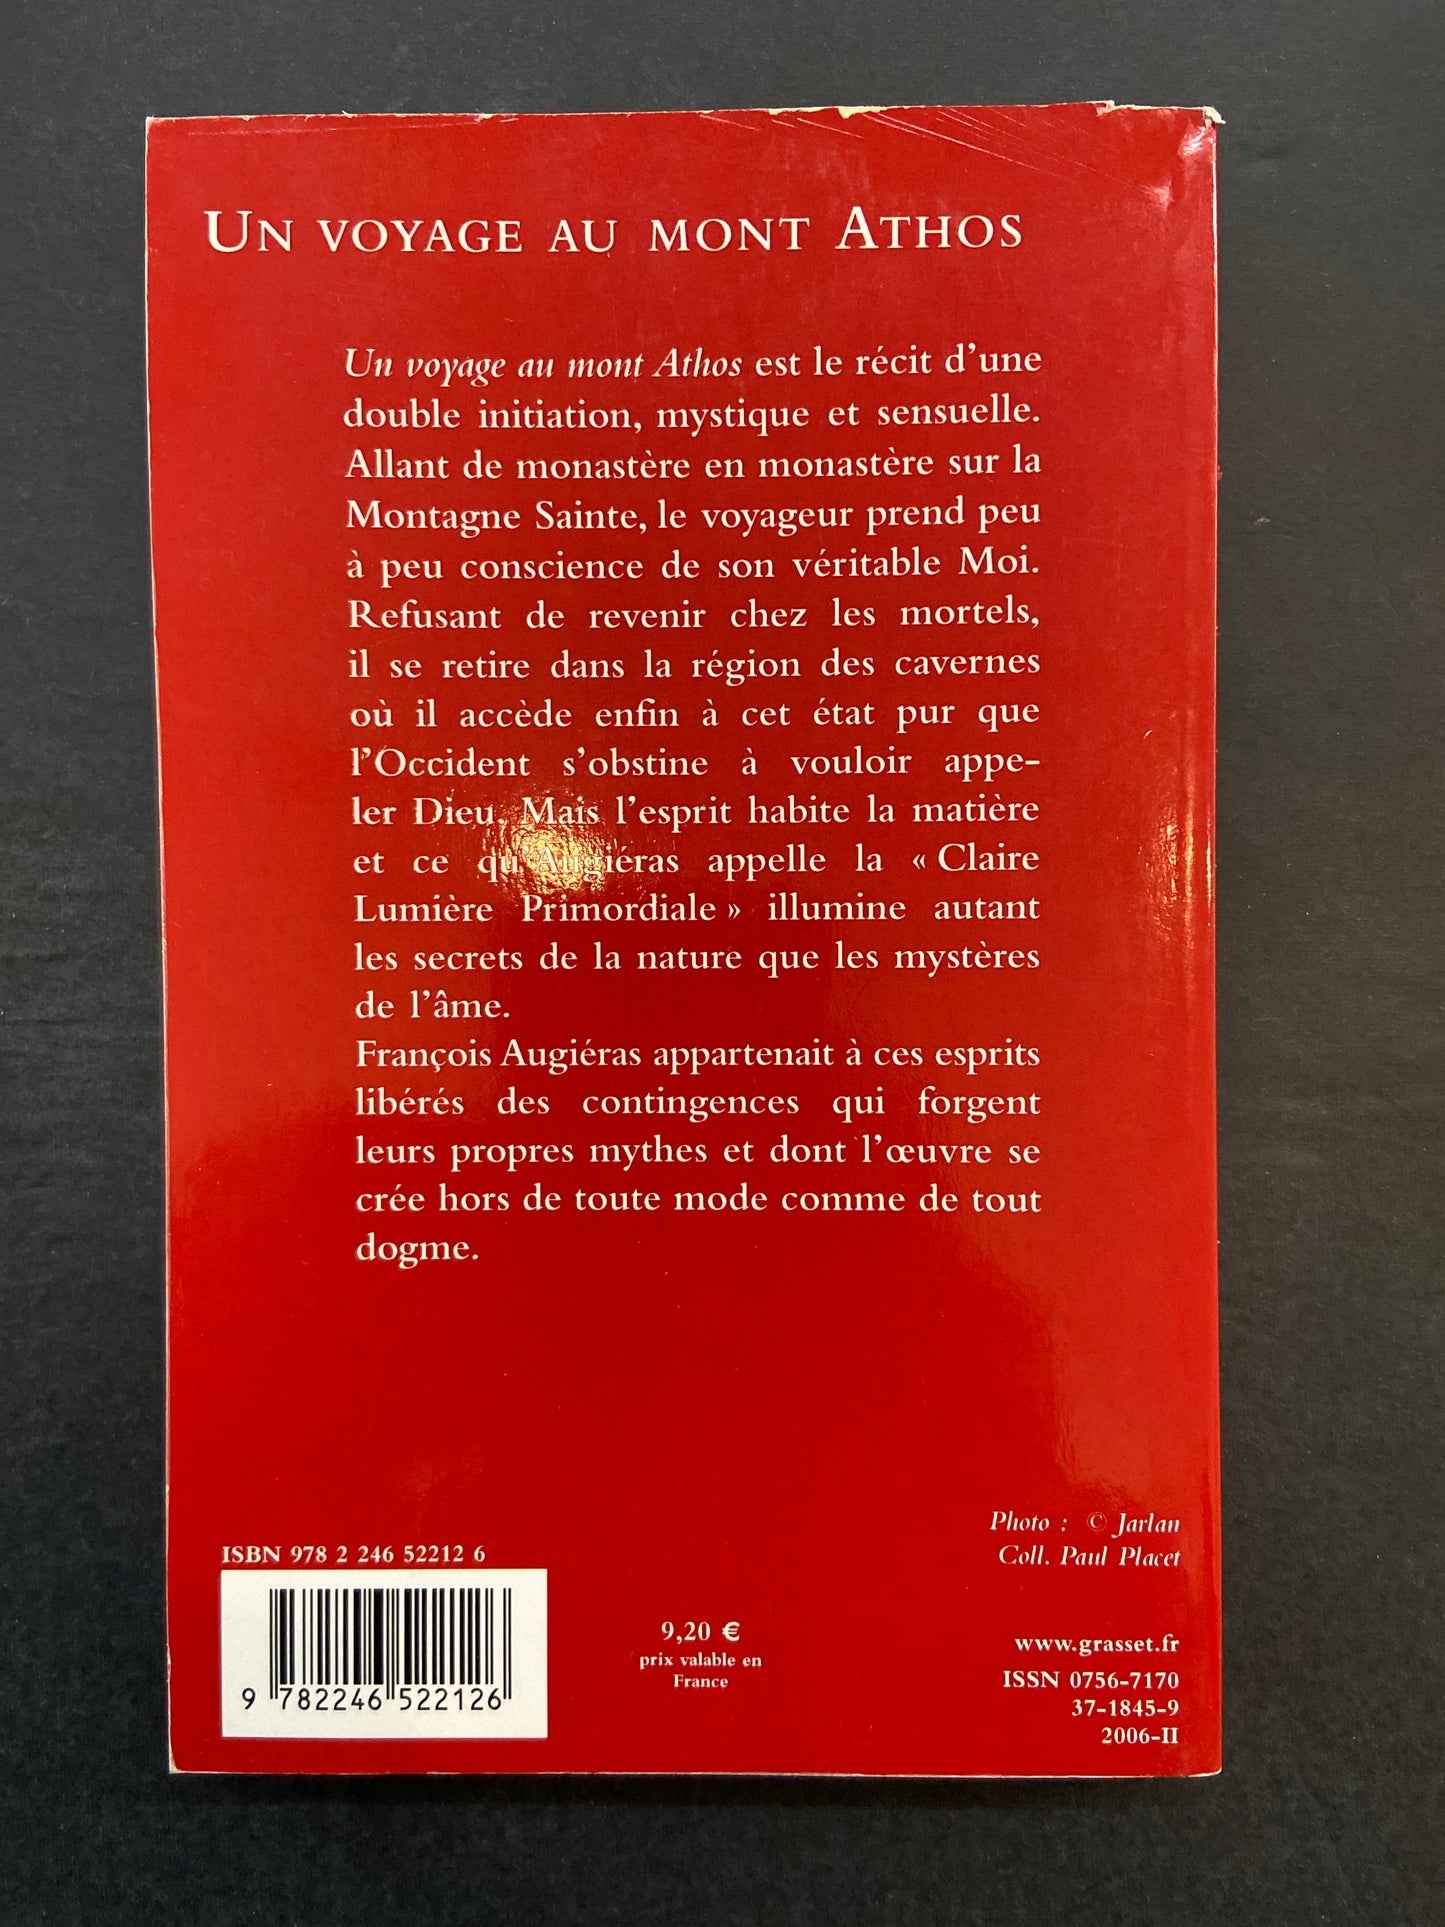 UN VOYAGE AU MONT ATHOS
Un voyage au mont Athos est le récit d’une
double initiation, mystique et sensuelle.
Allant de monastère en monastère sur la
Montagne Sainte, le voyageur prend peu
à peu conscience de son véritable Moi.
Refusant de revenir chez les mortels,
il se retire dans la région des cavernes
où il accède enfin à cet état pur que
l’Occident s’obstine à vouloir appe-
ler Dieu. Mais l’esprit habite la matière
et ce qu’Augiéras appelle la « Claire
Lumière Primordiale » illumine autant
les secrets de la nature que les mystères
de l’âme.
François Augiéras appartenait à ces esprits
libérés des contingences qui forgent
leurs propres mythes et dont l’œuvre se
crée hors de toute mode comme de tout
dogme.
Photo : © Jarlan
Coll. Paul Placet
ISBN 978 2 246 52212 6
9 782246 522126
9,20 €
prix valable en
France
www.grasset.fr
ISSN 0756-7170
37-1845-9
2006-II